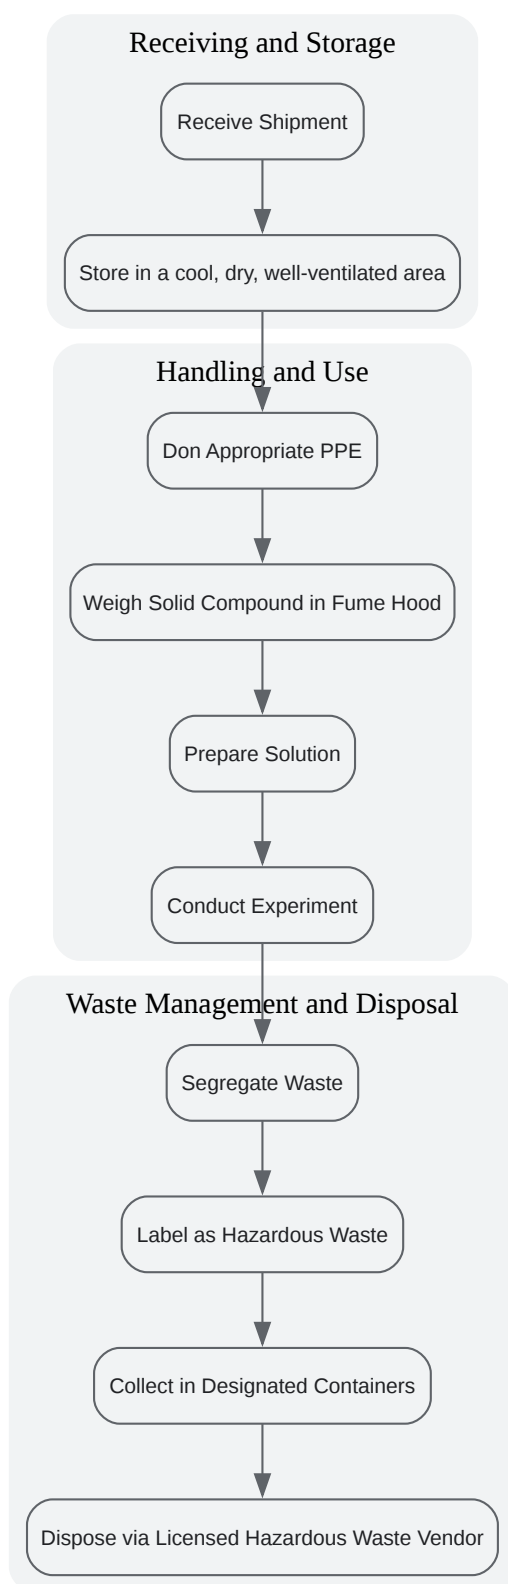 Receiving and Storage
Receive Shipment
Store in a cool, dry, well-ventilated area
Handling and Use
Don Appropriate PPE
Weigh Solid Compound in Fume Hood
Prepare Solution
Conduct Experiment
Waste Management and Disposal
Segregate Waste
Label as Hazardous Waste
Collect in Designated Containers
Dispose via Licensed Hazardous Waste Vendor